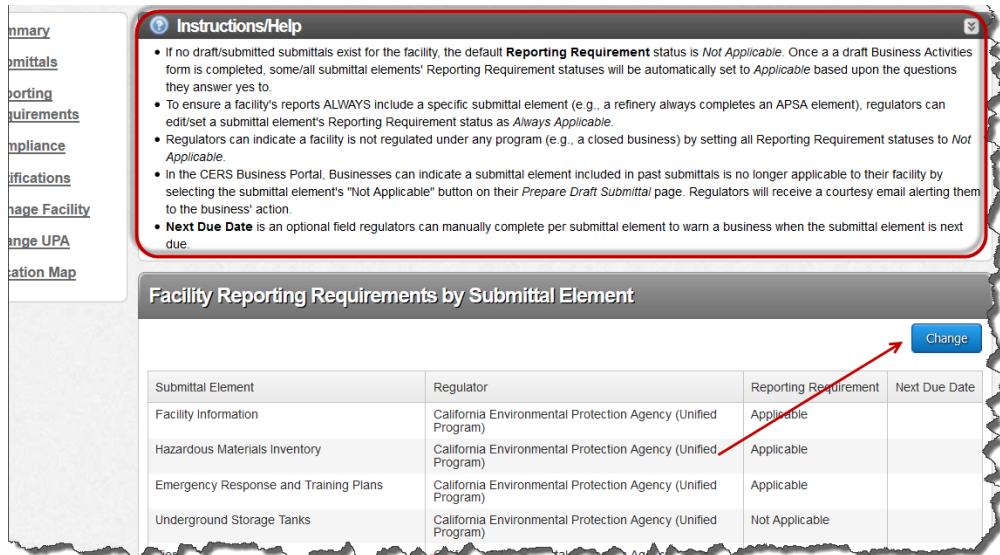 Instructions/Help
• If no draft/submitted submittals exist for the facility, the default Reporting Requirement status is Not Applicable. Once a a draft Business Activities
form is completed, some/all submittal elements' Reporting Requirement statuses will be automatically set to Applicable based upon the questions
they answer yes to.
• To ensure a facility's reports ALWAYS include a specific submittal element (e.g., a refinery always completes an APSA element), regulators can
edit/set a submittal element's Reporting Requirement status as Always Applicable.
• Regulators can indicate a facility is not regulated under any program (e.g., a closed business) by setting all Reporting Requirement statuses to Not
Applicable.
• In the CERS Business Portal, Businesses can indicate a submittal element included in past submittals is no longer applicable to their facility by
selecting the submittal element's "Not Applicable" button on their Prepare Draft Submittal page. Regulators will receive a courtesy email alerting them
to the business' action.
• Next Due Date is an optional field regulators can manually complete per submittal element to warn a business when the submittal element is next
due.
mmary
omittals
porting
quirements
mpliance
ifications
nage Facility
ange UPA
cation Map
Facility Reporting Requirements by Submittal Element
Change
Submittal Element Regulator Reporting Requirement Next Due Date
Facility Information California Environmental Protection Agency (Unified Applicable
Program)
Hazardous Materials Inventory California Environmental Protection Agency (Unified Applicable
Program)
Emergency Response and Training Plans California Environmental Protection Agency (Unified Applicable
Program)
Underground Storage Tanks California Environmental Protection Agency (Unified Not Applicable
Program)